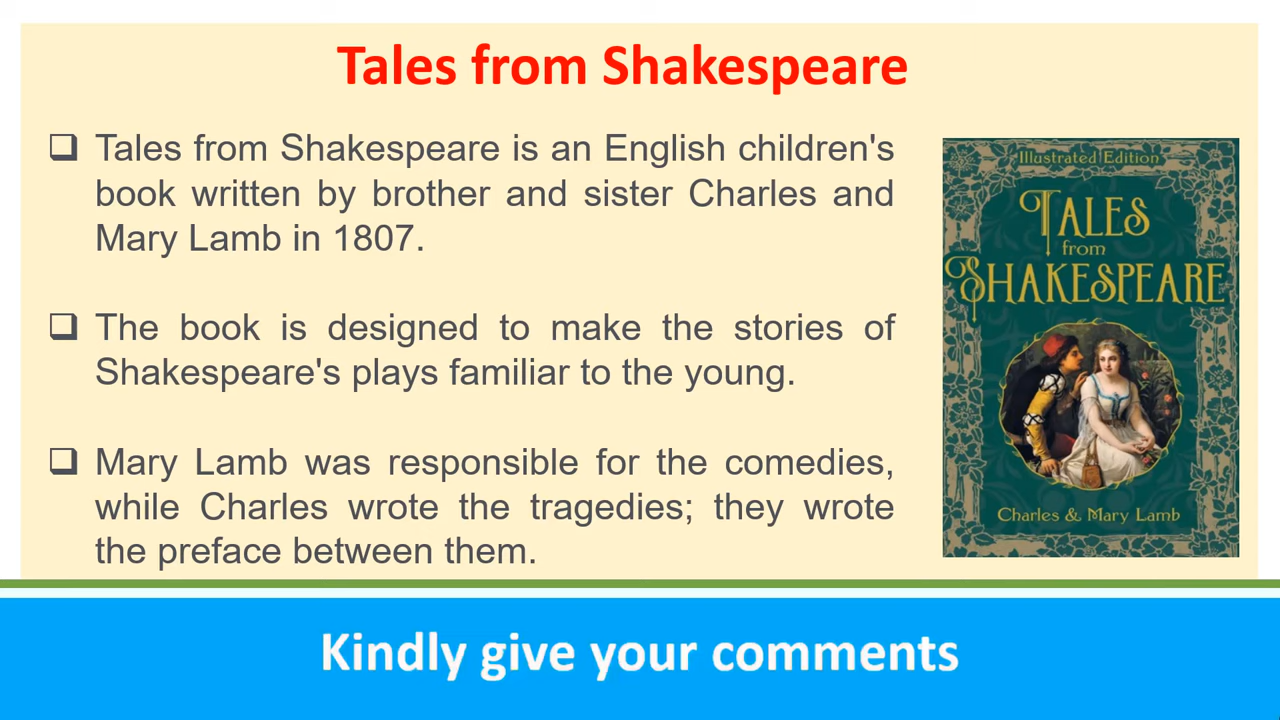 Tales from Shakespeare
Tales from Shakespeare is an English children's
book written by brother and sister Charles and
Mary Lamb in 1807.
The book is designed to make the stories of
Shakespeare's plays familiar to the young.
Mary Lamb was responsible for the comedies,
while Charles wrote the tragedies; they wrote
the preface between them.
Illustrated Edition
TALES
from
SHAKESPEARE
Charles & Mary Lamb
Kindly give your comments